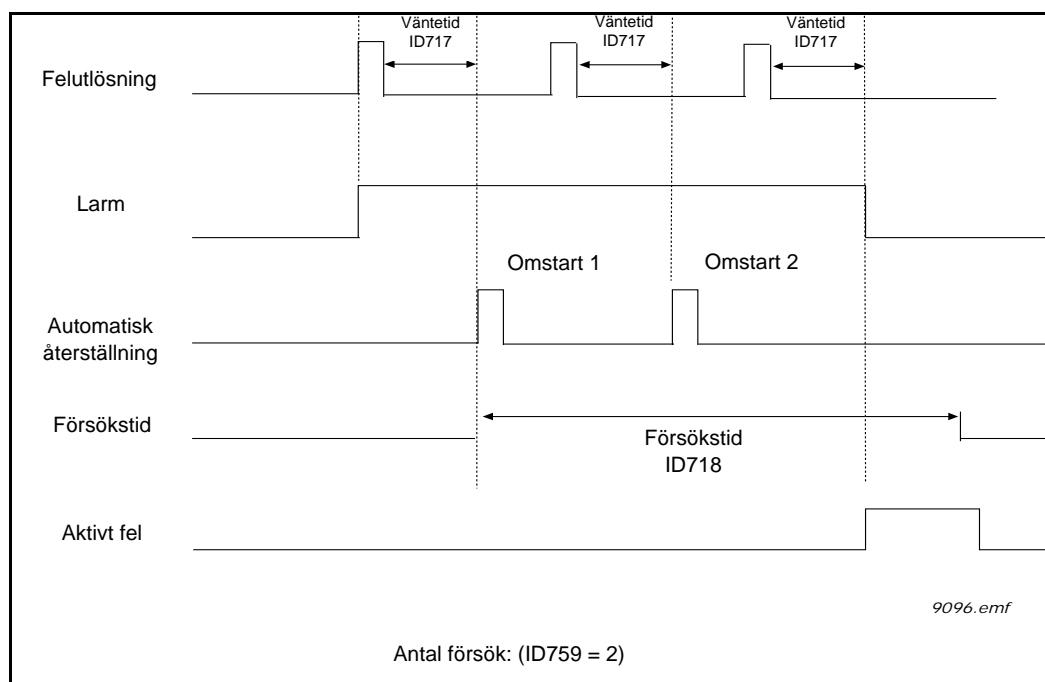 Väntetid
ID717
Väntetid
ID717
Väntetid
ID717
Felutlösning
Larm
Omstart 1
Omstart 2
Automatisk
återställning
Försökstid
Försökstid
ID718
Aktivt fel
9096.emf
Antal försök: (ID759 = 2)